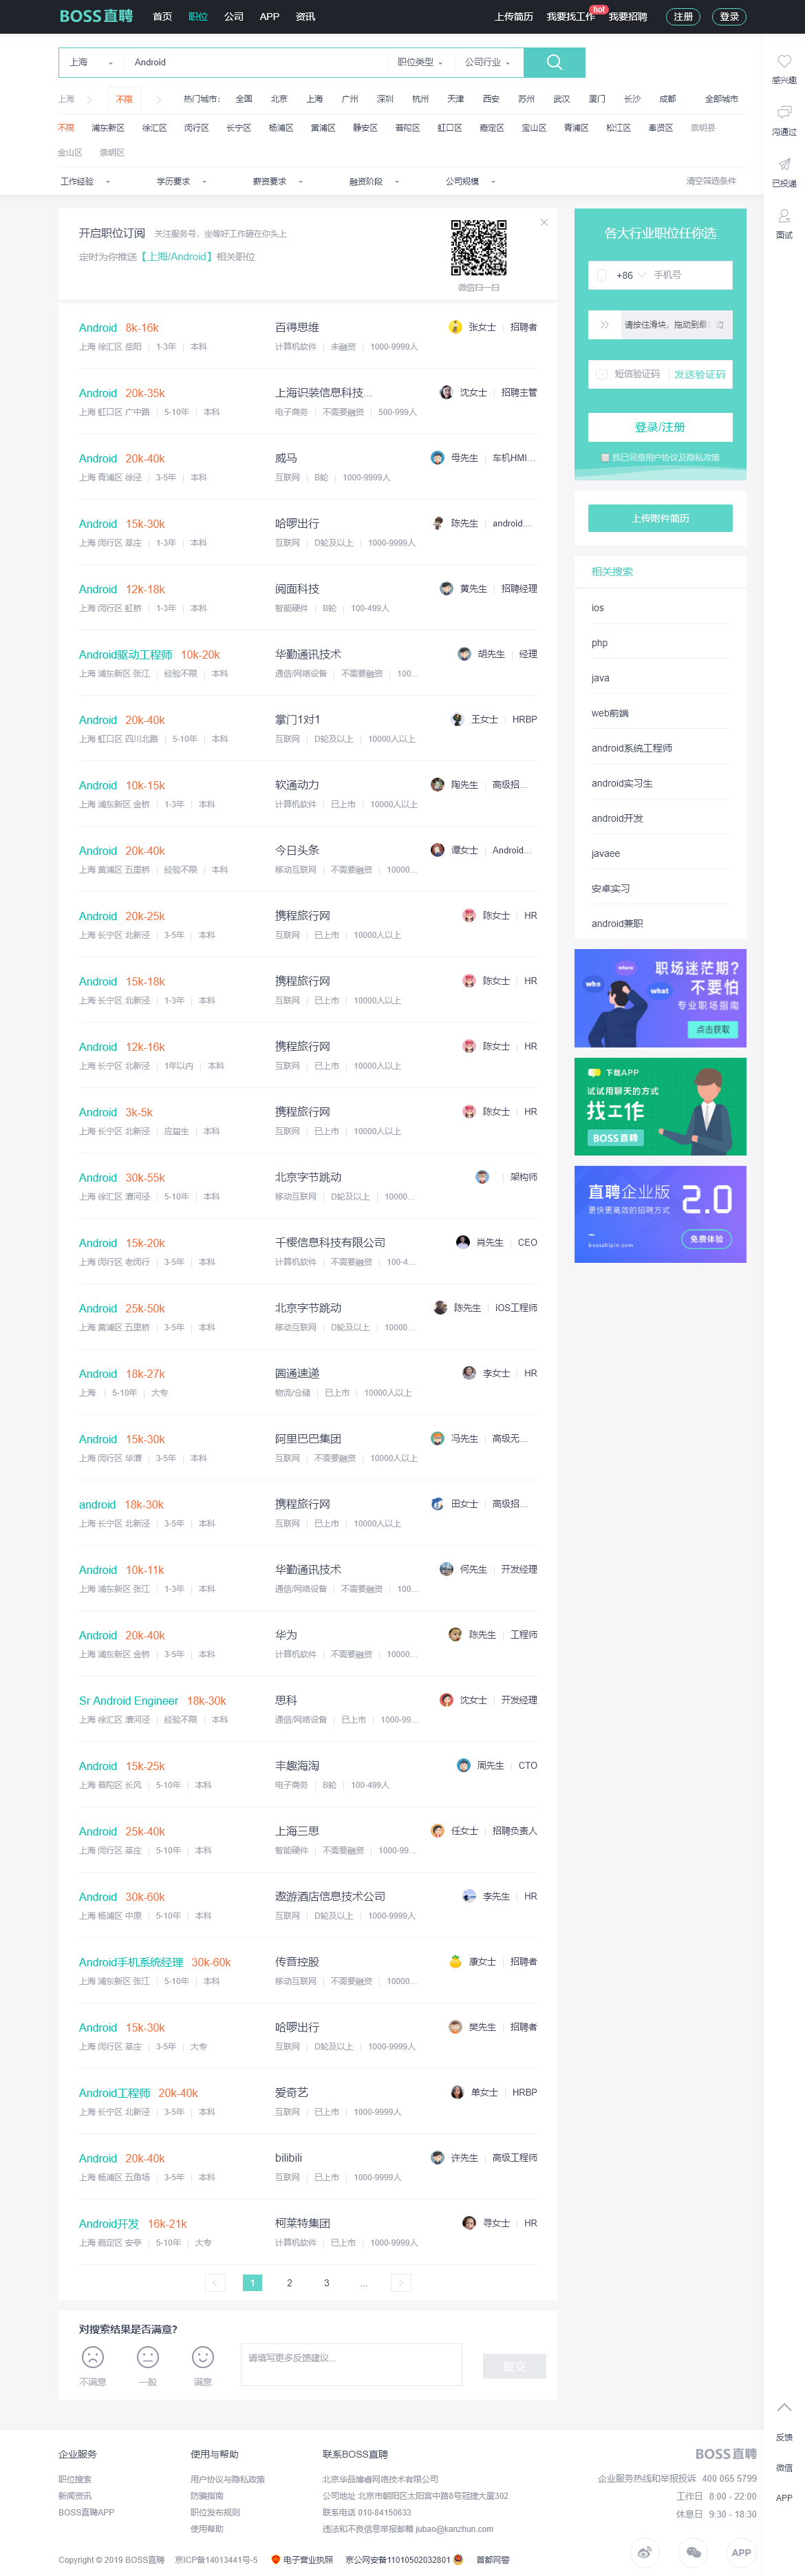 BOSS直聘 首页 职位 公司 APP 资讯 上传简历 我要找工作 hot 我要招聘 注册 登录
上海 Android 职位类型 公司行业
上海 不限 热门城市： 全国 北京 上海 广州 深圳 杭州 天津 西安 苏州 武汉 厦门 长沙 成都 全部城市
不限 浦东新区 徐汇区 闵行区 长宁区 杨浦区 黄浦区 静安区 普陀区 虹口区 嘉定区 宝山区 青浦区 松江区 奉贤区 崇明县
金山区 崇明区
工作经验 学历要求 薪资要求 融资阶段 公司规模 清空筛选条件
感兴趣
沟通过
已投递
面试
开启职位订阅 关注服务号，坐等好工作砸在你头上
定时为你推送【上海/Android】相关职位
微信扫一扫
Android 8k-16k 百得思维 张女士 招聘者
上海 徐汇区 岳阳 1-3年 本科 计算机软件 未融资 1000-9999人
Android 20k-35k 上海识装信息科技... 沈女士 招聘主管
上海 虹口区 广中路 5-10年 本科 电子商务 不需要融资 500-999人
Android 20k-40k 威马 母先生 车机HMI...
上海 青浦区 徐泾 3-5年 本科 互联网 B轮 1000-9999人
Android 15k-30k 哈啰出行 陈先生 android...
上海 闵行区 莘庄 1-3年 本科 互联网 D轮及以上 1000-9999人
Android 12k-18k 阅面科技 黄先生 招聘经理
上海 闵行区 虹桥 1-3年 本科 智能硬件 B轮 100-499人
Android驱动工程师 10k-20k 华勤通讯技术 胡先生 经理
上海 浦东新区 张江 经验不限 本科 通信/网络设备 不需要融资 100...
Android 20k-40k 掌门1对1 王女士 HRBP
上海 虹口区 四川北路 5-10年 本科 互联网 D轮及以上 10000人以上
Android 10k-15k 软通动力 陶先生 高级招...
上海 浦东新区 金桥 1-3年 本科 计算机软件 已上市 10000人以上
Android 20k-40k 今日头条 谭女士 Android...
上海 黄浦区 五里桥 经验不限 本科 移动互联网 不需要融资 10000...
Android 20k-25k 携程旅行网 陈女士 HR
上海 长宁区 北新泾 3-5年 本科 互联网 已上市 10000人以上
Android 15k-18k 携程旅行网 陈女士 HR
上海 长宁区 北新泾 1-3年 本科 互联网 已上市 10000人以上
Android 12k-16k 携程旅行网 陈女士 HR
上海 长宁区 北新泾 1年以内 本科 互联网 已上市 10000人以上
Android 3k-5k 携程旅行网 陈女士 HR
上海 长宁区 北新泾 应届生 本科 互联网 已上市 10000人以上
Android 30k-55k 北京字节跳动 架构师
上海 徐汇区 漕河泾 5-10年 本科 移动互联网 D轮及以上 10000...
Android 15k-20k 千樱信息科技有限公司 肖先生 CEO
上海 闵行区 老闵行 3-5年 本科 计算机软件 不需要融资 100-4...
Android 25k-50k 北京字节跳动 陈先生 iOS工程师
上海 黄浦区 五里桥 3-5年 本科 移动互联网 D轮及以上 10000...
Android 18k-27k 圆通速递 李女士 HR
上海 5-10年 大专 物流/仓储 已上市 10000人以上
Android 15k-30k 阿里巴巴集团 冯先生 高级无...
上海 闵行区 华漕 3-5年 本科 互联网 不需要融资 10000人以上
android 18k-30k 携程旅行网 田女士 高级招...
上海 长宁区 北新泾 3-5年 本科 互联网 已上市 10000人以上
Android 10k-11k 华勤通讯技术 何先生 开发经理
上海 浦东新区 张江 1-3年 本科 通信/网络设备 不需要融资 100...
Android 20k-40k 华为 陈先生 工程师
上海 浦东新区 金桥 3-5年 本科 计算机软件 不需要融资 10000...
Sr Android Engineer 18k-30k 思科 沈女士 开发经理
上海 徐汇区 漕河泾 经验不限 本科 通信/网络设备 已上市 1000-99...
Android 15k-25k 丰趣海淘 周先生 CTO
上海 普陀区 长风 5-10年 本科 电子商务 B轮 100-499人
Android 25k-40k 上海三思 任女士 招聘负责人
上海 闵行区 莘庄 5-10年 本科 智能硬件 不需要融资 1000-99...
Android 30k-60k 遨游酒店信息技术公司 李先生 HR
上海 杨浦区 中原 5-10年 本科 互联网 D轮及以上 1000-9999人
Android手机系统经理 30k-60k 传音控股 康女士 招聘者
上海 浦东新区 张江 5-10年 本科 移动互联网 不需要融资 10000...
Android 15k-30k 哈啰出行 樊先生 招聘者
上海 闵行区 莘庄 3-5年 大专 互联网 D轮及以上 1000-9999人
Android工程师 20k-40k 爱奇艺 单女士 HRBP
上海 长宁区 北新泾 3-5年 本科 互联网 已上市 1000-9999人
Android 20k-40k bilibili 许先生 高级工程师
上海 杨浦区 五角场 3-5年 本科 互联网 已上市 1000-9999人
Android开发 16k-21k 柯莱特集团 寻女士 HR
上海 嘉定区 安亭 5-10年 大专 计算机软件 已上市 1000-9999人
1 2 3 ...
各大行业职位任你选
+86 手机号
请按住滑块，拖动到最右边
短信验证码 发送验证码
登录/注册
我已同意用户协议及隐私政策
上传附件简历
相关搜索
ios
php
java
web前端
android系统工程师
android实习生
android开发
javaee
安卓实习
android兼职
who where what
职场迷茫期?
不要怕
专业职场指南
点击获取
下载APP
试试用聊天的方式
找工作
BOSS直聘
直聘企业版 2.0
更快更高效的招聘方式
bosszhipin.com 免费体验
对搜索结果是否满意?
不满意 一般 满意 请填写更多反馈建议... 提交
反馈
微信
APP
企业服务
职位搜索
新闻资讯
BOSS直聘APP
使用与帮助
用户协议与隐私政策
防骗指南
职位发布规则
使用帮助
联系BOSS直聘
北京华品博睿网络技术有限公司
公司地址 北京市朝阳区太阳宫中路8号冠捷大厦302
联系电话 010-84150633
违法和不良信息举报邮箱 jubao@kanzhun.com
BOSS直聘
企业服务热线和举报投诉 400 065 5799
工作日 8:00 - 22:00
休息日 9:30 - 18:30
APP
Copyright © 2019 BOSS直聘 京ICP备14013441号-5 电子营业执照 京公网安备11010502032801 首都网警